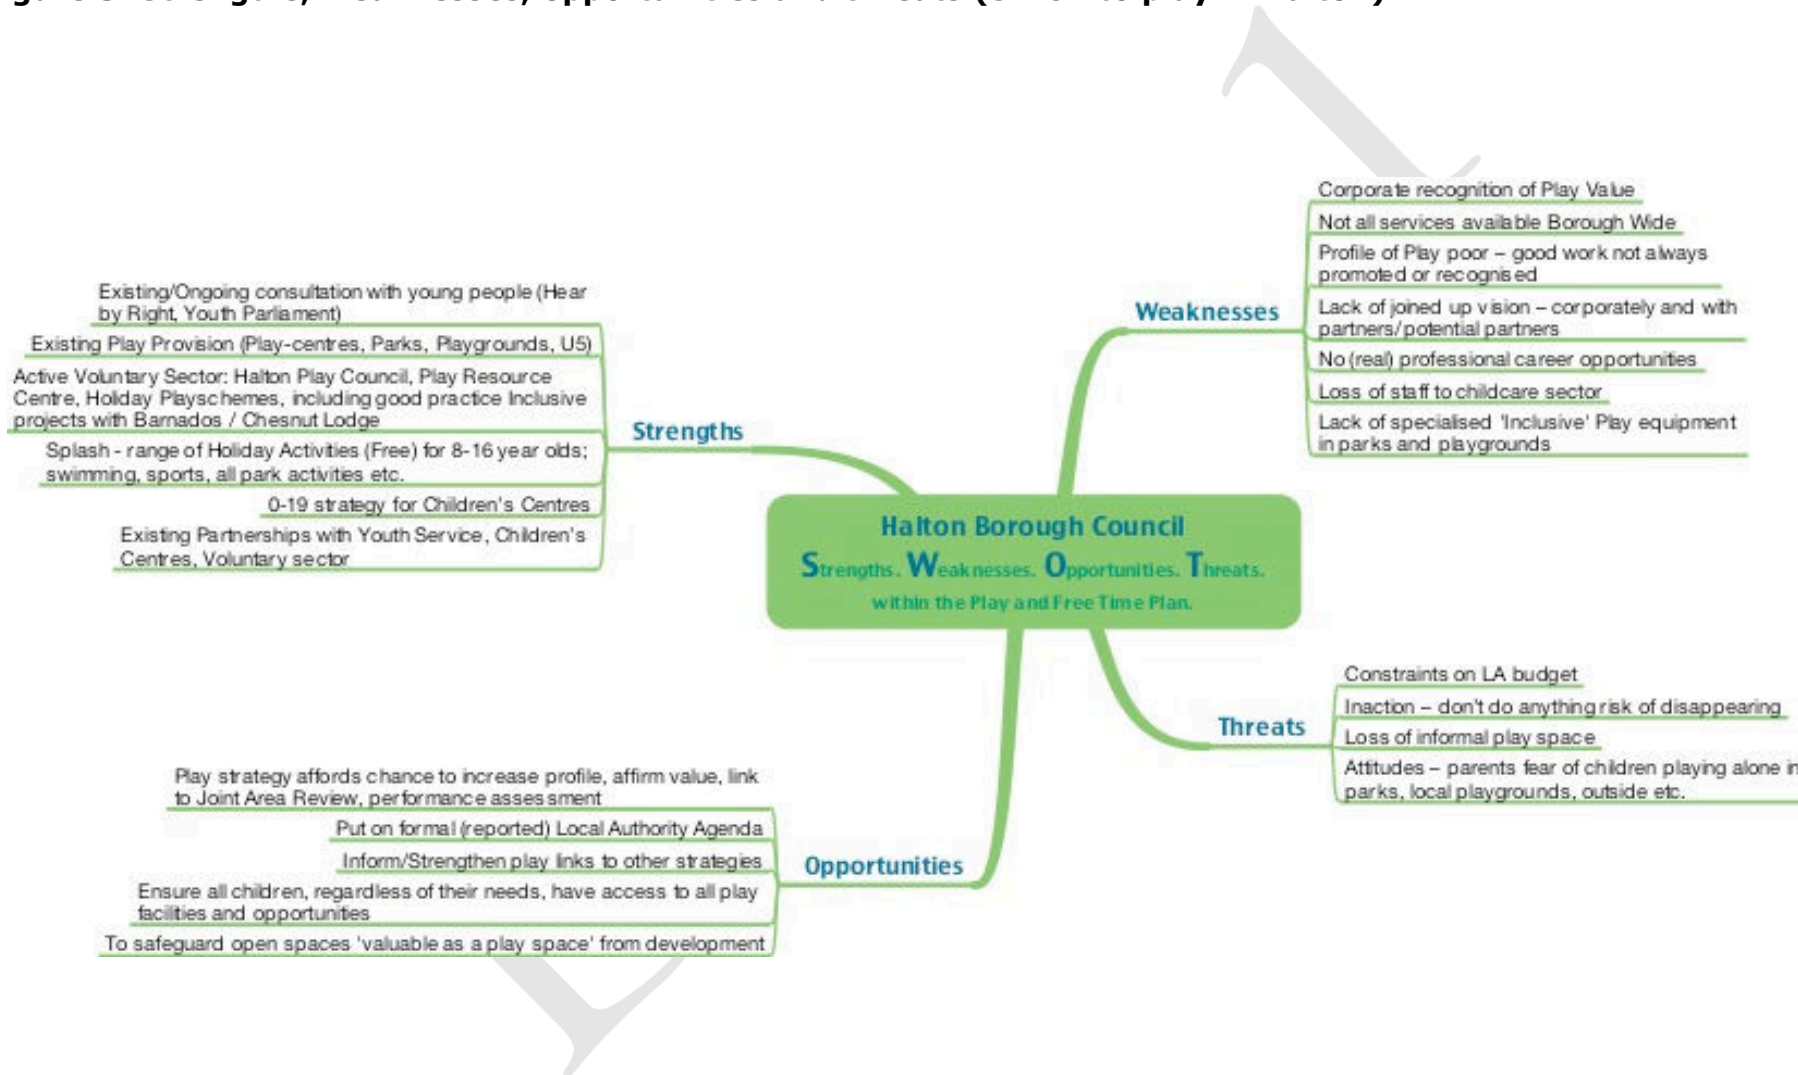 Existing/Ongoing consultation with young people (Hear
by Right, Youth Parliament)
Existing Play Provision (Play-centres, Parks, Playgrounds, U5)
Active Voluntary Sector: Halton Play Council, Play Resource
Centre, Holiday Playschemes, including good practice Inclusive
projects with Barnados / Chesnut Lodge
Splash - range of Holiday Activities (Free) for 8-16 year olds;
swimming, sports, all park activities etc.
0-19 strategy for Children's Centres
Existing Partnerships with Youth Service, Children's
Centres, Voluntary sector
Strengths
Corporate recognition of Play Value
Not all services available Borough Wide
Profile of Play poor – good work not always
promoted or recognised
Lack of joined up vision – corporately and with
partners/potential partners
No (real) professional career opportunities
Loss of staff to childcare sector
Lack of specialised 'Inclusive' Play equipment
in parks and playgrounds
Weaknesses
Halton Borough Council
Strengths. Weaknesses. Opportunities. Threats.
within the Play and Free Time Plan.
Constraints on LA budget
Inaction – don't do anything risk of disappearing
Loss of informal play space
Attitudes – parents fear of children playing alone in
parks, local playgrounds, outside etc.
Threats
Play strategy affords chance to increase profile, affirm value, link
to Joint Area Review, performance assessment
Put on formal (reported) Local Authority Agenda
Inform/Strengthen play links to other strategies
Ensure all children, regardless of their needs, have access to all play
facilities and opportunities
To safeguard open spaces 'valuable as a play space' from development
Opportunities